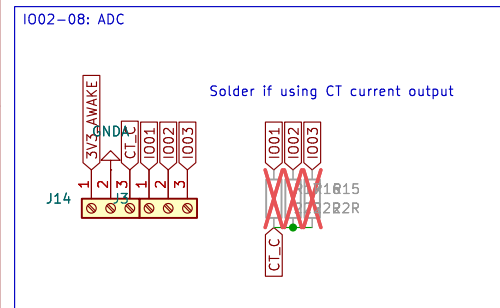 IO02-08: ADC
Solder if using CT current output
3V3_AWAKE
GNDA
CT_C
IO01
IO02
IO03
IO01
IO02
IO03
1
2
3
1
2
3
J14
J3
CT_C